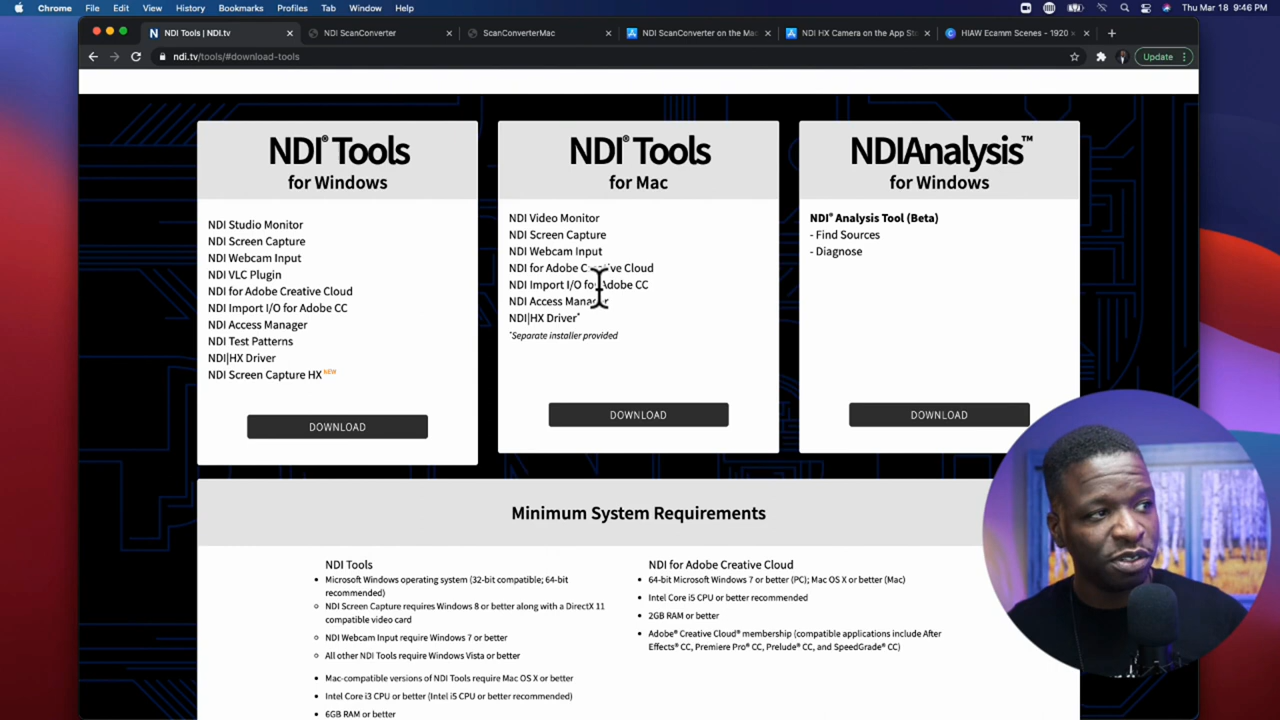 Chrome File Edit View History Bookmarks Profiles Tab Window Help Thu Mar 18 9:46 PM
NDI Tools | NDI.tv NDI ScanConverter ScanConverterMac NDI ScanConverter on the Ma NDI HX Camera on the App St HIAW Ecamm Scenes - 1920
ndi.tv/tools/#download-tools Update
NDI® Tools
for Windows
NDI Studio Monitor
NDI Screen Capture
NDI Webcam Input
NDI VLC Plugin
NDI for Adobe Creative Cloud
NDI Import I/O for Adobe CC
NDI Access Manager
NDI Test Patterns
NDI|HX Driver
NDI Screen Capture HX NEW
DOWNLOAD
NDI® Tools
for Mac
NDI Video Monitor
NDI Screen Capture
NDI Webcam Input
NDI for Adobe Creative Cloud
NDI Import I/O for Adobe CC
NDI Access Manager
NDI|HX Driver*
*Separate installer provided
DOWNLOAD
NDIAnalysis™
for Windows
NDI® Analysis Tool (Beta)
- Find Sources
- Diagnose
DOWNLOAD
Minimum System Requirements
NDI Tools
Microsoft Windows operating system (32-bit compatible; 64-bit
recommended)
NDI Screen Capture requires Windows 8 or better along with a DirectX 11
compatible video card
NDI Webcam Input require Windows 7 or better
All other NDI Tools require Windows Vista or better
Mac-compatible versions of NDI Tools require Mac OS X or better
Intel Core i3 CPU or better (Intel i5 CPU or better recommended)
6GB RAM or better
NDI for Adobe Creative Cloud
64-bit Microsoft Windows 7 or better (PC); Mac OS X or better (Mac)
Intel Core i5 CPU or better recommended
2GB RAM or better
Adobe® Creative Cloud® membership (compatible applications include After
Effects® CC, Premiere Pro® CC, Prelude® CC, and SpeedGrade® CC)